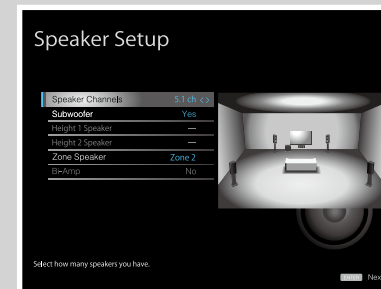 Speaker Setup
Speaker Channels 5.1 ch <>
Subwoofer Yes
Height 1 Speaker —
Height 2 Speaker —
Zone Speaker Zone 2
Bi-Amp No
Select how many speakers you have.
ENTER Next